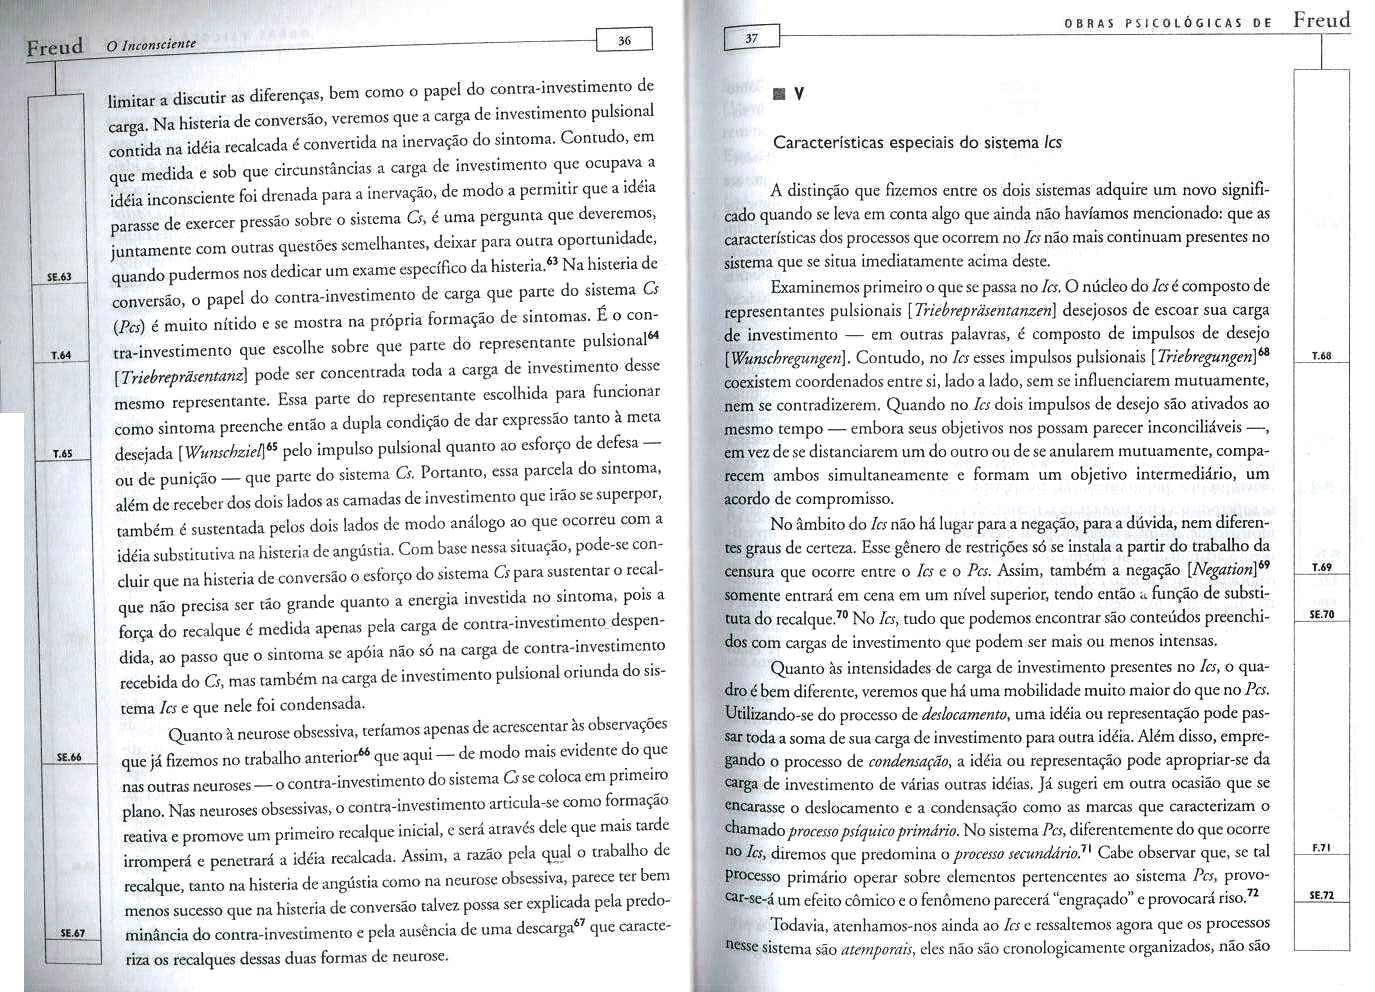 Freud O Inconsciente 36
limitar a discutir as diferenças, bem como o papel do contra-investimento de
carga. Na histeria de conversão, veremos que a carga de investimento pulsional
contida na idéia recalcada é convertida na inervação do sintoma. Contudo, em
que medida e sob que circunstâncias a carga de investimento que ocupava a
idéia inconsciente foi drenada para a inervação, de modo a permitir que a idéia
parasse de exercer pressão sobre o sistema Cs, é uma pergunta que deveremos,
juntamente com outras questões semelhantes, deixar para outra oportunidade,
quando pudermos nos dedicar um exame específico da histeria.63 Na histeria de
conversão, o papel do contra-investimento de carga que parte do sistema Cs
(Pcs) é muito nítido e se mostra na própria formação de sintomas. É o con-
tra-investimento que escolhe sobre que parte do representante pulsional64
[Triebrepräsentanz] pode ser concentrada toda a carga de investimento desse
mesmo representante. Essa parte do representante escolhida para funcionar
como sintoma preenche então a dupla condição de dar expressão tanto à meta
desejada [Wunschziel]65 pelo impulso pulsional quanto ao esforço de defesa —
ou de punição — que parte do sistema Cs. Portanto, essa parcela do sintoma,
além de receber dos dois lados as camadas de investimento que irão se superpor,
também é sustentada pelos dois lados de modo análogo ao que ocorreu com a
idéia substitutiva na histeria de angústia. Com base nessa situação, pode-se con-
cluir que na histeria de conversão o esforço do sistema Cs para sustentar o recal-
que não precisa ser tão grande quanto a energia investida no sintoma, pois a
força do recalque é medida apenas pela carga de contra-investimento despen-
dida, ao passo que o sintoma se apóia não só na carga de contra-investimento
recebida do Cs, mas também na carga de investimento pulsional oriunda do sis-
tema Ics e que nele foi condensada.
Quanto à neurose obsessiva, teríamos apenas de acrescentar às observações
que já fizemos no trabalho anterior66 que aqui — de modo mais evidente do que
nas outras neuroses — o contra-investimento do sistema Cs se coloca em primeiro
plano. Nas neuroses obsessivas, o contra-investimento articula-se como formação
reativa e promove um primeiro recalque inicial, e será através dele que mais tarde
irromperá e penetrará a idéia recalcada. Assim, a razão pela qual o trabalho de
recalque, tanto na histeria de angústia como na neurose obsessiva, parece ter bem
menos sucesso que na histeria de conversão talvez possa ser explicada pela predo-
minância do contra-investimento e pela ausência de uma descarga67 que caracte-
riza os recalques dessas duas formas de neurose.
SE.63
T.64
T.65
SE.66
SE.67
37 OBRAS PSICOLÓGICAS DE Freud
V
Características especiais do sistema Ics
A distinção que fizemos entre os dois sistemas adquire um novo signifi-
cado quando se leva em conta algo que ainda não havíamos mencionado: que as
características dos processos que ocorrem no Ics não mais continuam presentes no
sistema que se situa imediatamente acima deste.
Examinemos primeiro o que se passa no Ics. O núcleo do Ics é composto de
representantes pulsionais [Triebrepräsentanzen] desejosos de escoar sua carga
de investimento — em outras palavras, é composto de impulsos de desejo
[Wunschregungen]. Contudo, no Ics esses impulsos pulsionais [Triebregungen]68
coexistem coordenados entre si, lado a lado, sem se influenciarem mutuamente,
nem se contradizerem. Quando no Ics dois impulsos de desejo são ativados ao
mesmo tempo — embora seus objetivos nos possam parecer inconciliáveis —,
em vez de se distanciarem um do outro ou de se anularem mutuamente, compa-
recem ambos simultaneamente e formam um objetivo intermediário, um
acordo de compromisso.
No âmbito do Ics não há lugar para a negação, para a dúvida, nem diferen-
tes graus de certeza. Esse gênero de restrições só se instala a partir do trabalho da
censura que ocorre entre o Ics e o Pcs. Assim, também a negação [Negation]69
somente entrará em cena em um nível superior, tendo então a função de substi-
tuta do recalque.70 No Ics, tudo que podemos encontrar são conteúdos preenchi-
dos com cargas de investimento que podem ser mais ou menos intensas.
Quanto às intensidades de carga de investimento presentes no Ics, o qua-
dro é bem diferente, veremos que há uma mobilidade muito maior do que no Pcs.
Utilizando-se do processo de deslocamento, uma idéia ou representação pode pas-
sar toda a soma de sua carga de investimento para outra idéia. Além disso, empre-
gando o processo de condensação, a idéia ou representação pode apropriar-se da
carga de investimento de várias outras idéias. Já sugeri em outra ocasião que se
encarasse o deslocamento e a condensação como as marcas que caracterizam o
chamado processo psíquico primário. No sistema Pcs, diferentemente do que ocorre
no Ics, diremos que predomina o processo secundário.71 Cabe observar que, se tal
processo primário operar sobre elementos pertencentes ao sistema Pcs, provo-
car-se-á um efeito cômico e o fenômeno parecerá “engraçado” e provocará riso.72
Todavia, atenhamo-nos ainda ao Ics e ressaltemos agora que os processos
nesse sistema são atemporais, eles não são cronologicamente organizados, não são
T.68
T.69
SE.70
F.71
SE.72